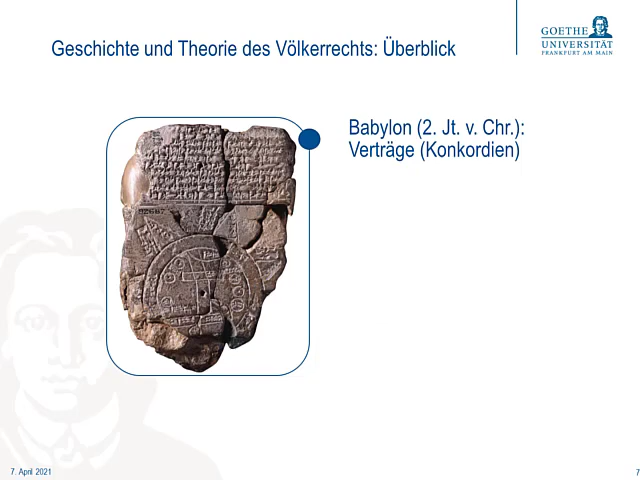 Geschichte und Theorie des Völkerrechts: Überblick
GOETHE
UNIVERSITÄT
FRANKFURT AM MAIN
Babylon (2. Jt. v. Chr.):
Verträge (Konkordien)
92687
7. April 2021
7